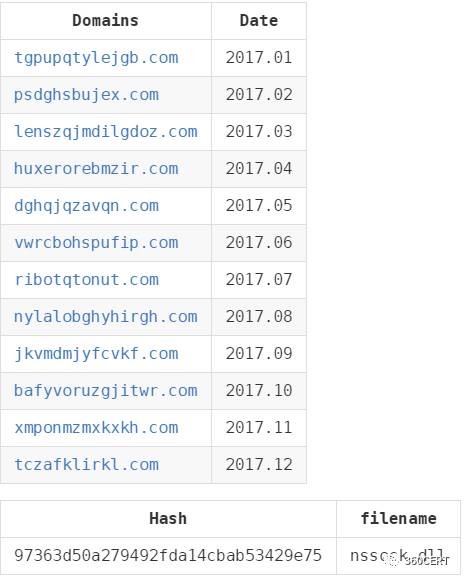 Domains Date
tgpupqtylejgb.com 2017.01
psdghsbujex.com 2017.02
lenszqjmdilgdoz.com 2017.03
huxerorebmzir.com 2017.04
dghqjqzavqn.com 2017.05
vwrcbohspufip.com 2017.06
ribotqtonut.com 2017.07
nylalobghyhirgh.com 2017.08
jkvmdmjyfcvkf.com 2017.09
bafyvoruzgjitwr.com 2017.10
xmponmzmxkxkh.com 2017.11
tczafklirkl.com 2017.12
Hash filename
97363d50a279492fda14cbab53429e75 nssock.dll
360CERT